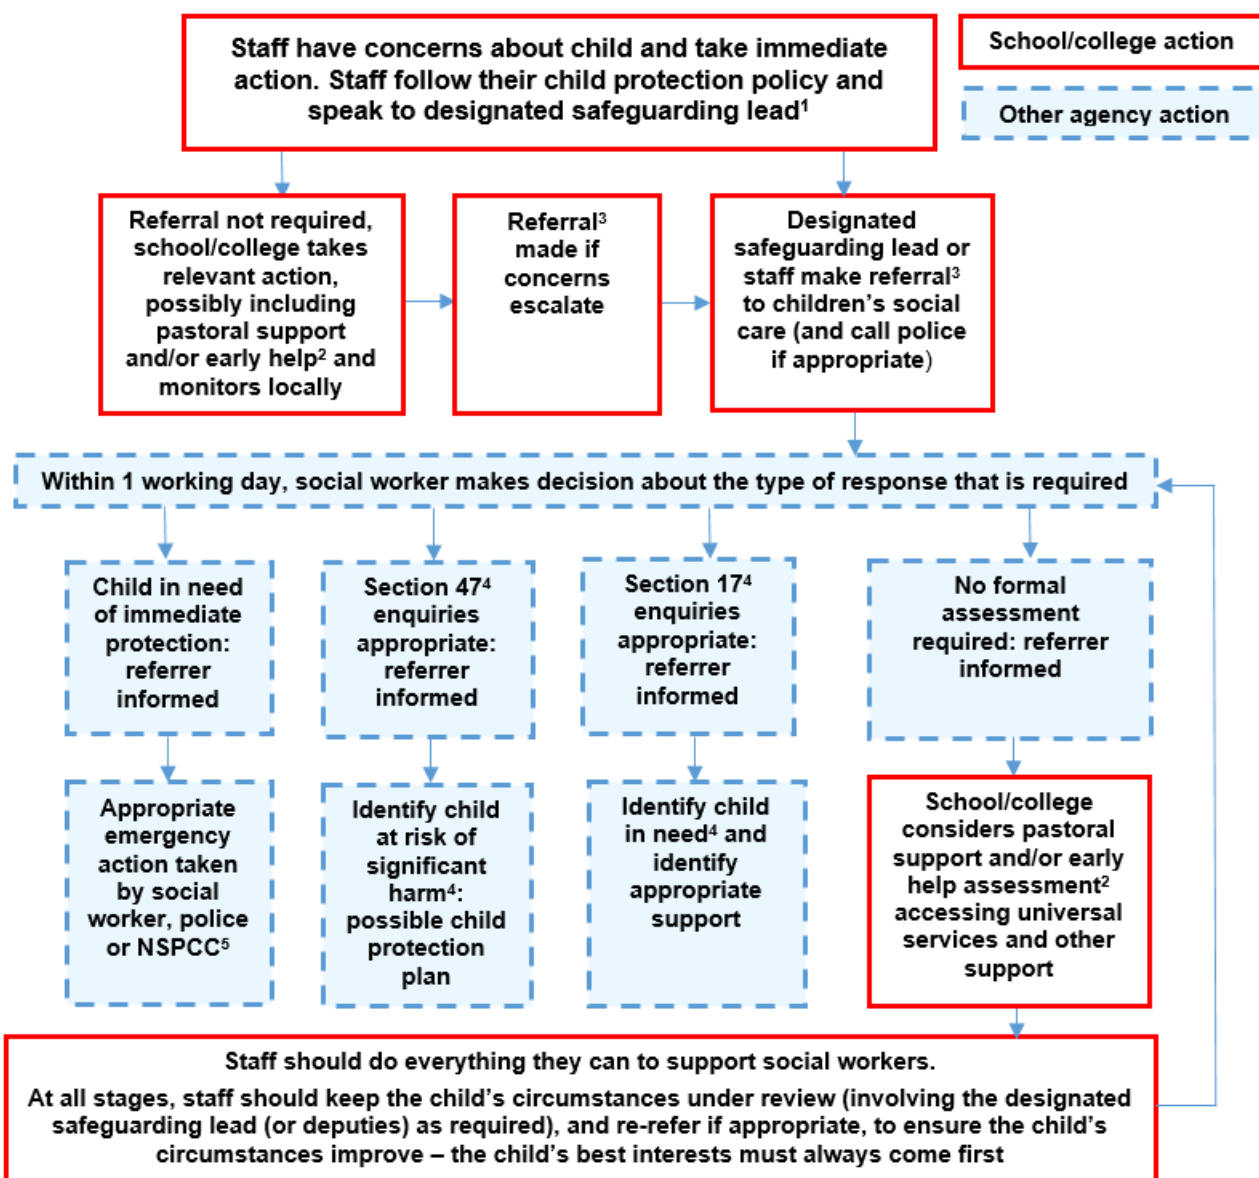 Staff have concerns about child and take immediate
action. Staff follow their child protection policy and
speak to designated safeguarding lead¹
School/college action
Other agency action
Referral not required,
school/college takes
relevant action,
possibly including
pastoral support
and/or early help² and
monitors locally
Referral³
made if
concerns
escalate
Designated
safeguarding lead or
staff make referral³
to children’s social
care (and call police
if appropriate)
Within 1 working day, social worker makes decision about the type of response that is required
Child in need
of immediate
protection:
referrer
informed
Section 47⁴
enquiries
appropriate:
referrer
informed
Section 17⁴
enquiries
appropriate:
referrer
informed
No formal
assessment
required: referrer
informed
Appropriate
emergency
action taken
by social
worker, police
or NSPCC⁵
Identify child
at risk of
significant
harm⁴:
possible child
protection
plan
Identify child
in need⁴ and
identify
appropriate
support
School/college
considers pastoral
support and/or early
help assessment²
accessing universal
services and other
support
Staff should do everything they can to support social workers.
At all stages, staff should keep the child’s circumstances under review (involving the designated
safeguarding lead (or deputies) as required), and re-refer if appropriate, to ensure the child’s
circumstances improve – the child’s best interests must always come first